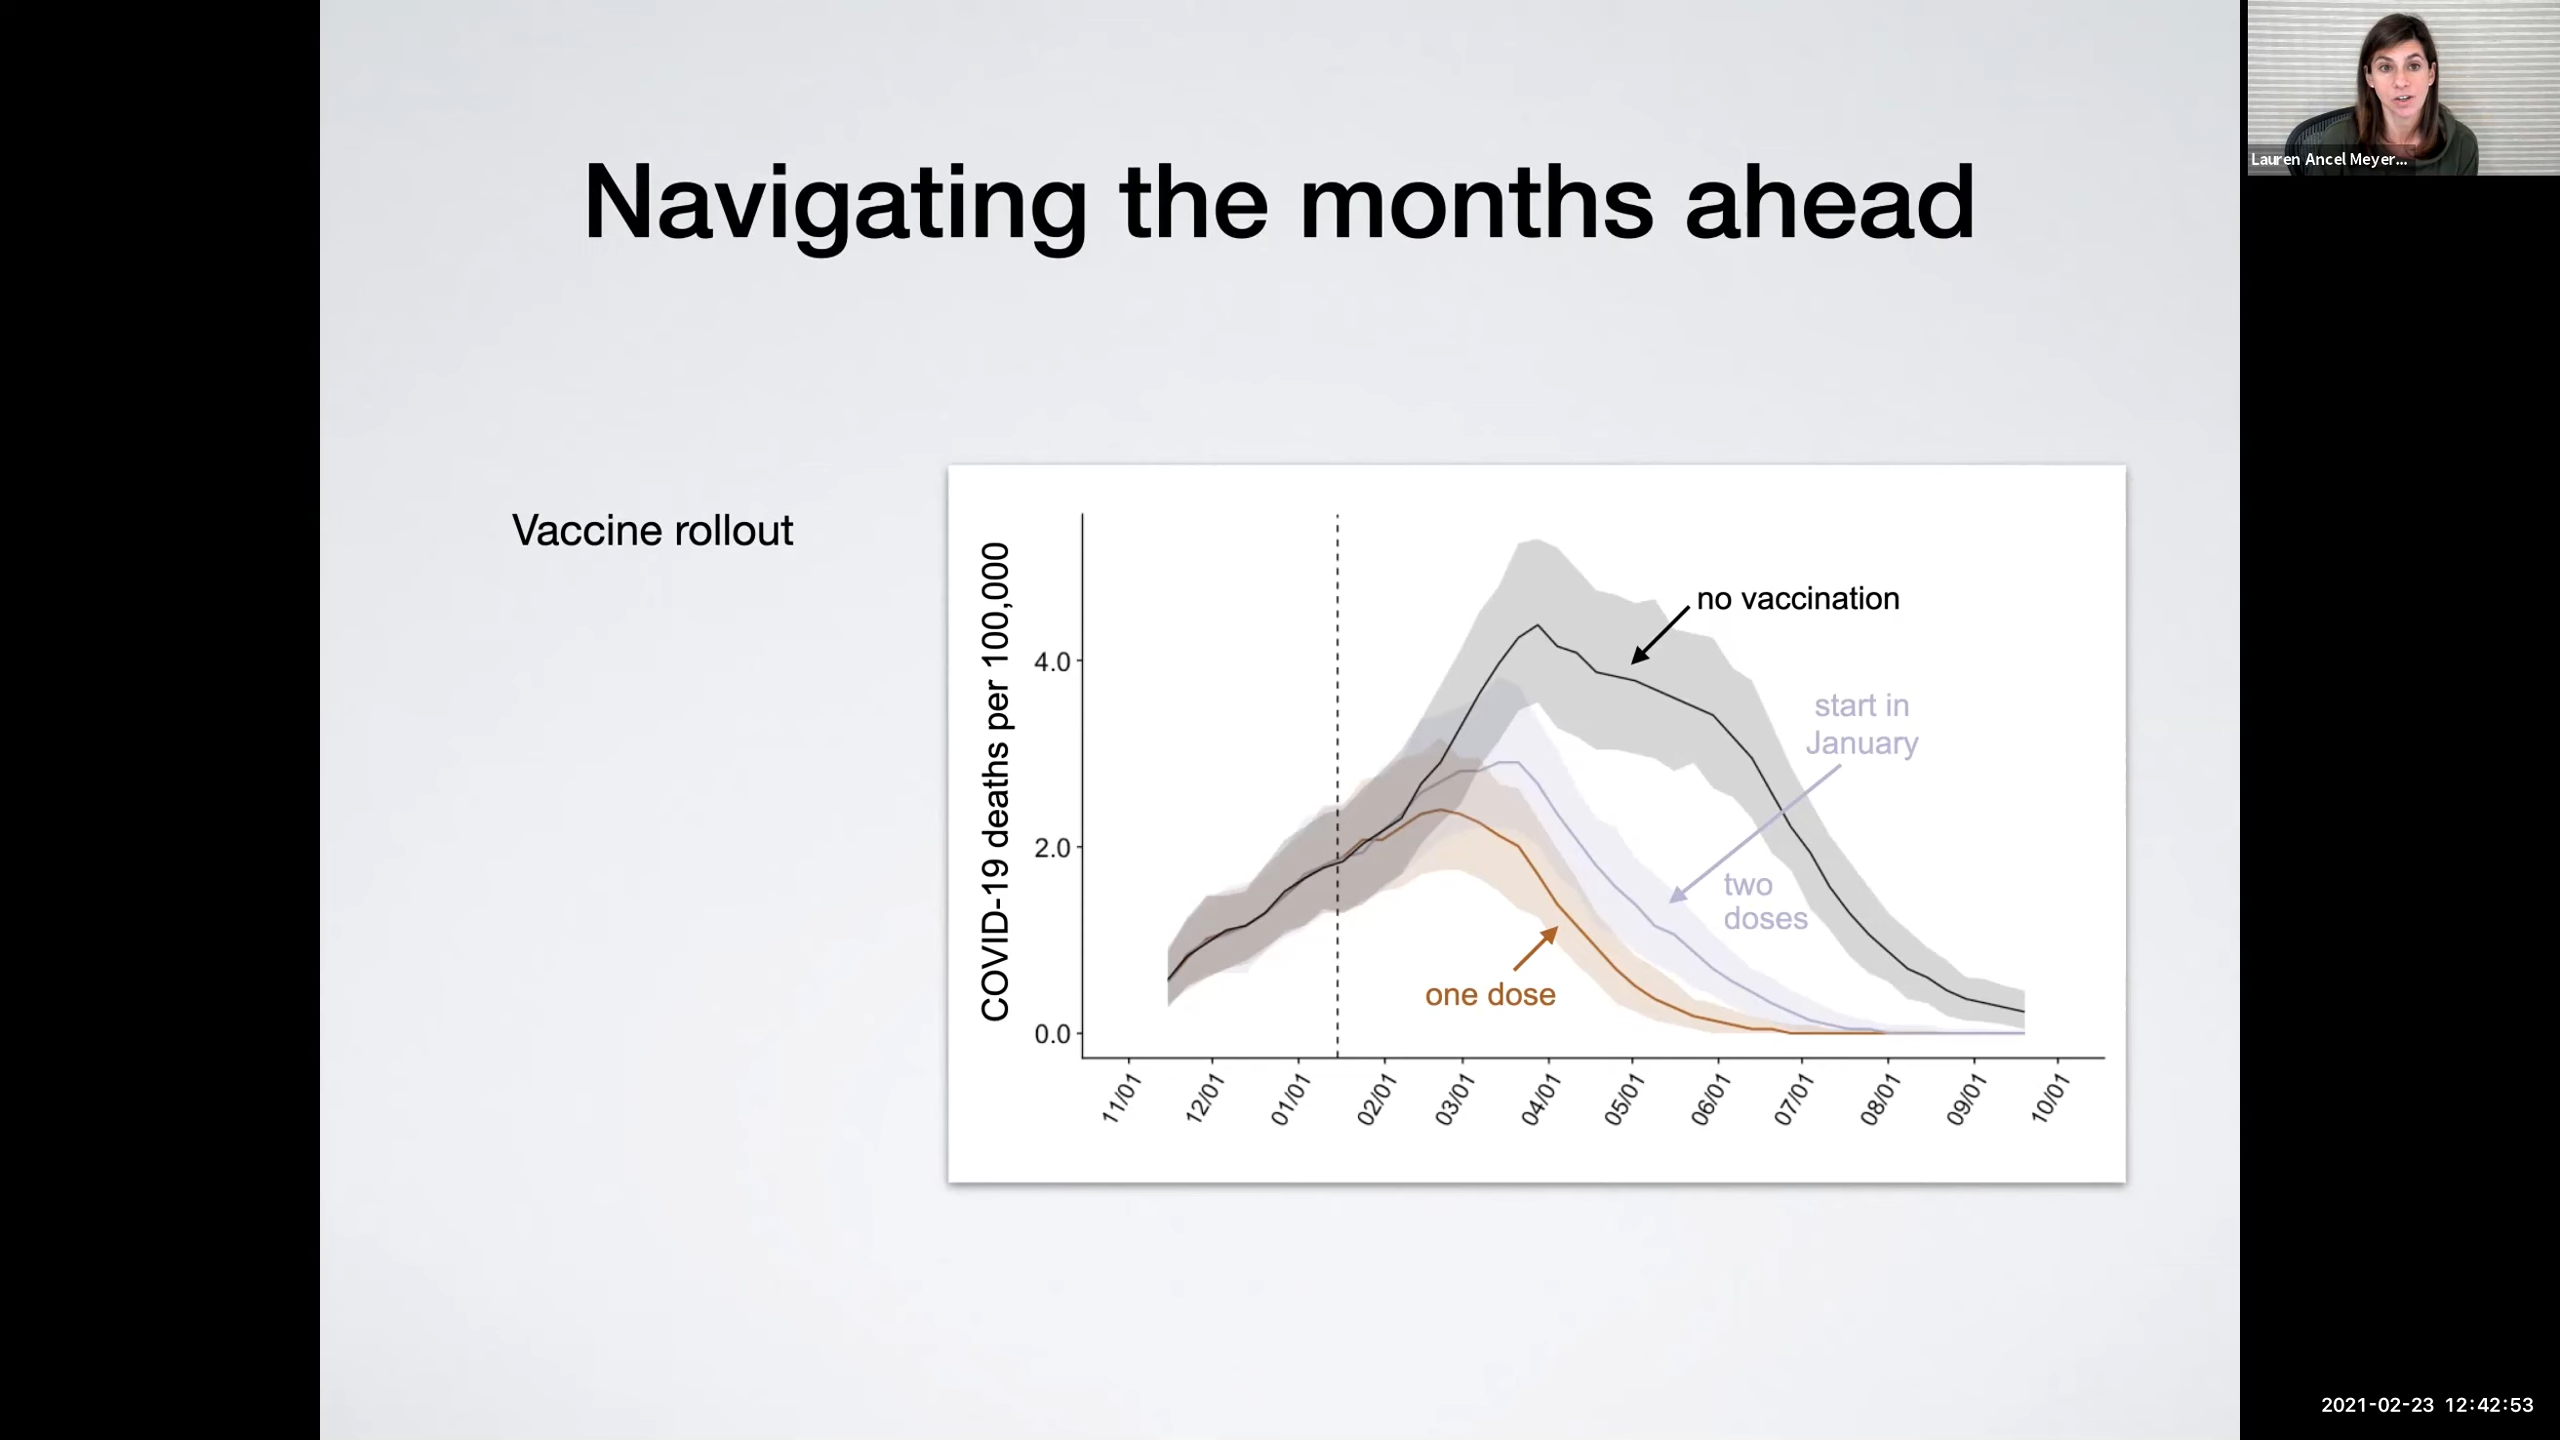 Navigating the months ahead
Lauren Ancel Meyer...
Vaccine rollout
COVID-19 deaths per 100,000
4.0
2.0
0.0
no vaccination
start in
January
two
doses
one dose
11/01
12/01
01/01
02/01
03/01
04/01
05/01
06/01
07/01
08/01
09/01
10/01
2021-02-23 12:42:53